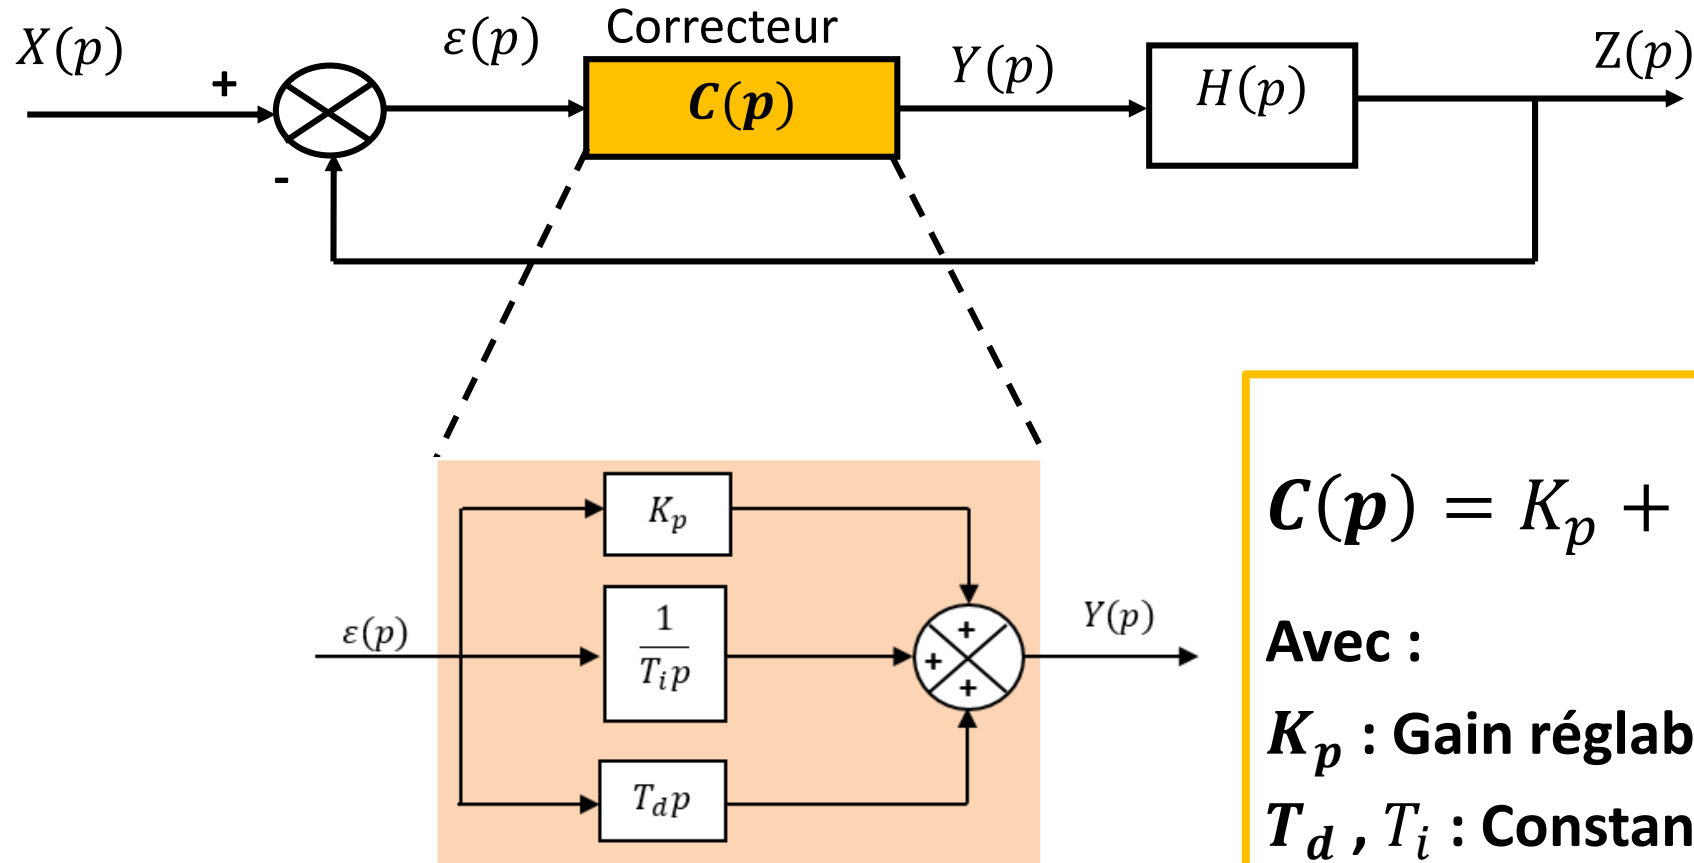 Correcteur
X(p)
+
ε(p)
C(p)
Y(p)
H(p)
Z(p)
-
K_p
ε(p)
1/(T_i p)
T_d p
+
+
+
Y(p)
C(p) = K_p +
Avec :
K_p : Gain réglab
T_d , T_i : Constan